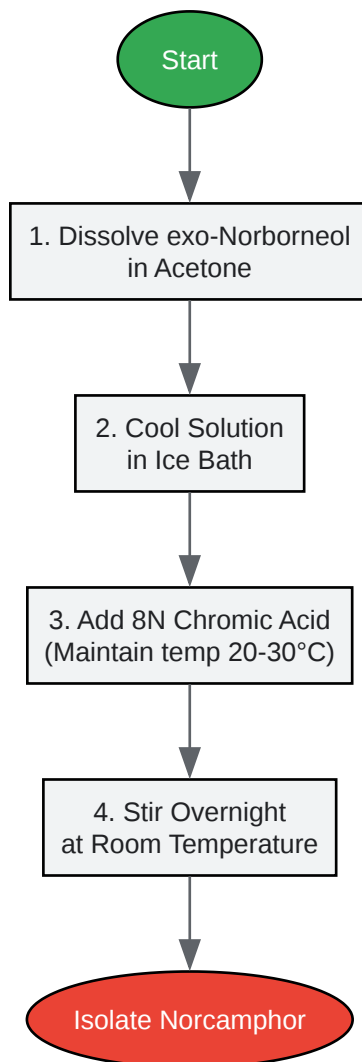 Start
1. Dissolve exo-Norborneol
in Acetone
2. Cool Solution
in Ice Bath
3. Add 8N Chromic Acid
(Maintain temp 20-30°C)
4. Stir Overnight
at Room Temperature
Isolate Norcamphor